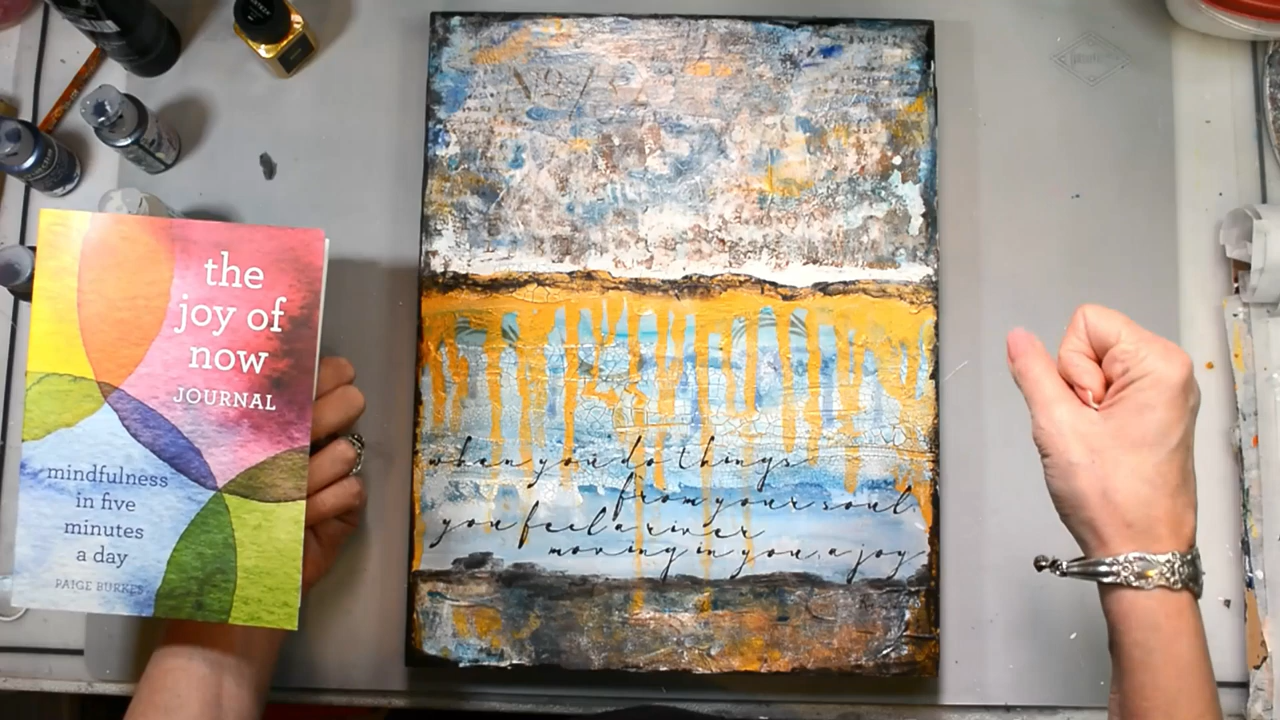 the
joy of
now
JOURNAL
mindfulness
in five
minutes
a day
PAIGE BURKES
when you do things
from your soul,
you feel a river
moving in you, a joy